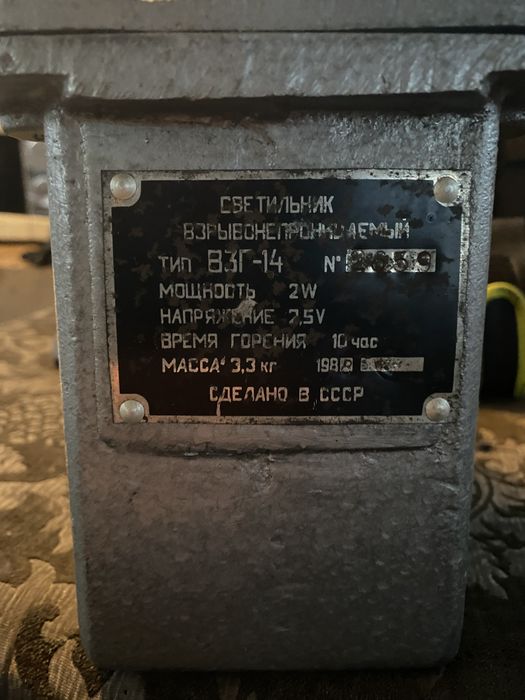 СВЕТИЛЬНИК
ВЗРЫВОНЕПРОНИЦАЕМЫЙ
ТИП ВЗГ-14 N°
МОЩНОСТЬ 2W
НАПРЯЖЕНИЕ 2,5V
ВРЕМЯ ГОРЕНИЯ 10 час
МАССА 3,3 кг 198
СДЕЛАНО В СССР